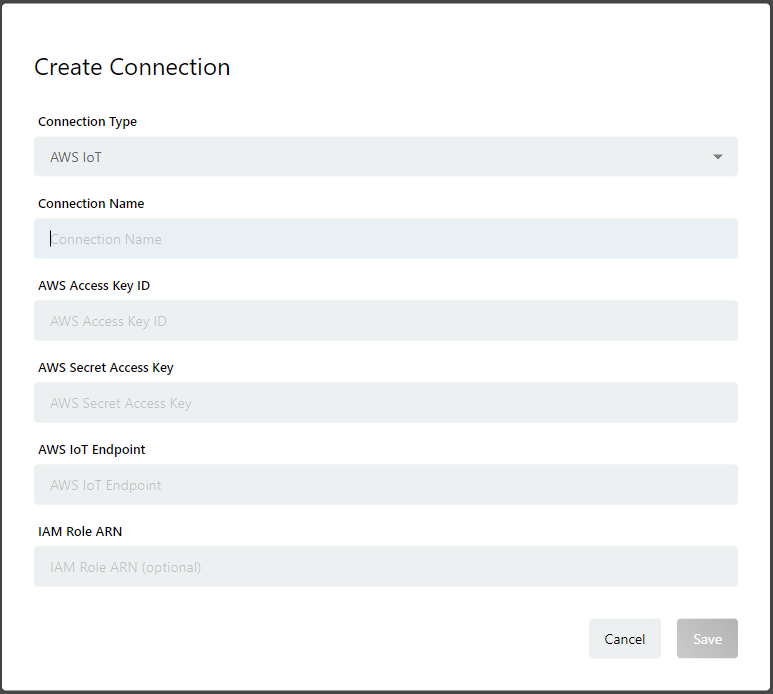 Create Connection
Connection Type
AWS IoT
Connection Name
Connection Name
AWS Access Key ID
AWS Access Key ID
AWS Secret Access Key
AWS Secret Access Key
AWS IoT Endpoint
AWS IoT Endpoint
IAM Role ARN
IAM Role ARN (optional)
Cancel Save